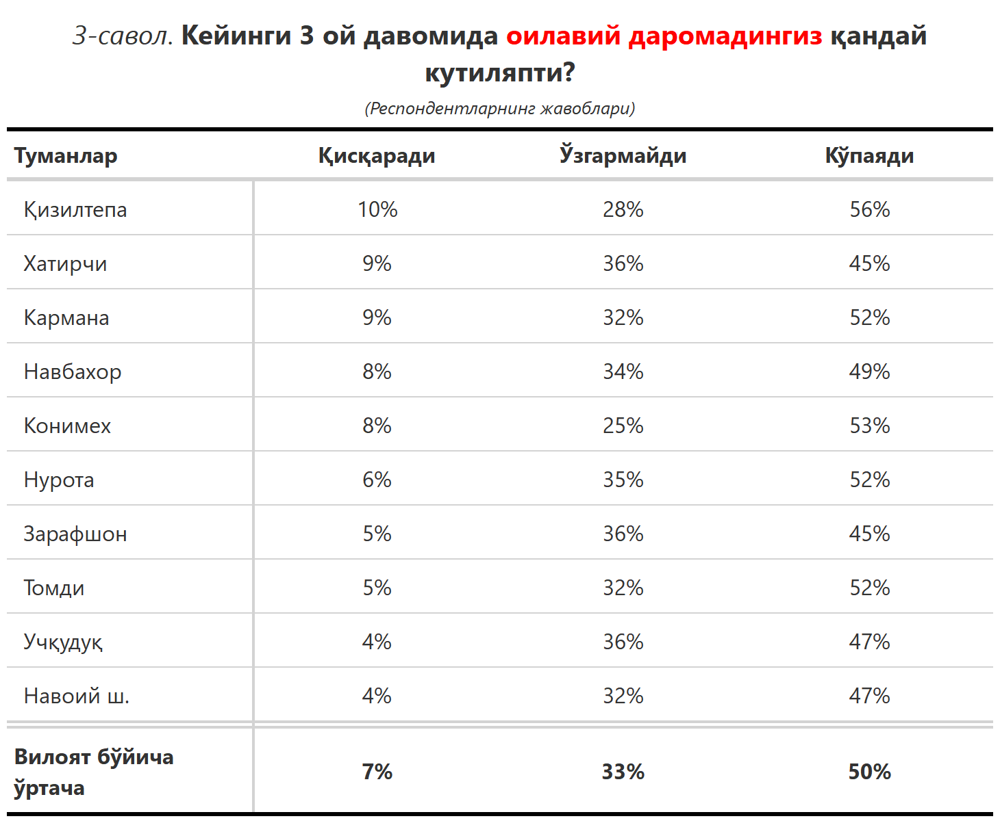 3-савол. Кейинги 3 ой давомида оилавий даромадингиз қандай
кутиляпти?
(Респондентларнинг жавоблари)
Туманлар Қисқаради Ўзгармайди Кўпаяди
Қизилтепа 10% 28% 56%
Хатирчи 9% 36% 45%
Кармана 9% 32% 52%
Навбахор 8% 34% 49%
Конимех 8% 25% 53%
Нурота 6% 35% 52%
Зарафшон 5% 36% 45%
Томди 5% 32% 52%
Учқудуқ 4% 36% 47%
Навоий ш. 4% 32% 47%
Вилоят бўйича
ўртача 7% 33% 50%